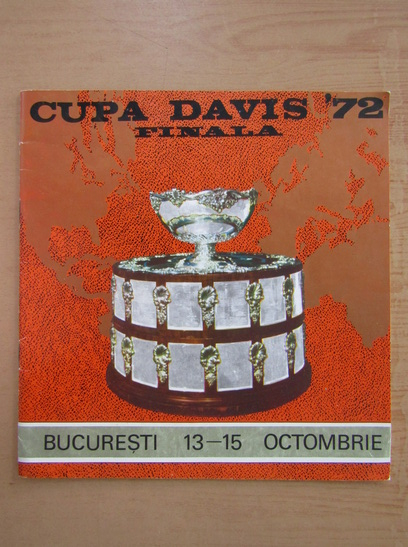 CUPA DAVIS '72
FINALA
BUCUREȘTI 13—15 OCTOMBRIE